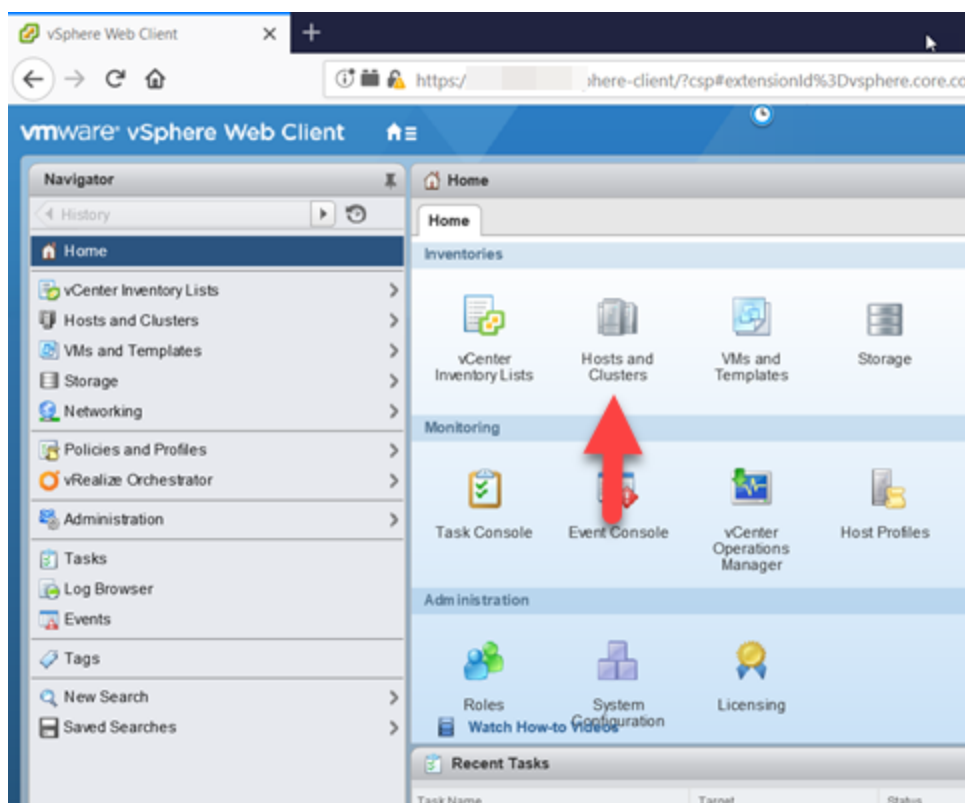 vSphere Web Client
https:/ here-client/?csp#extensionId%3Dvsphere.core.co
vmware® vSphere Web Client
Navigator
History
Home
vCenter Inventory Lists
Hosts and Clusters
VMs and Templates
Storage
Networking
Policies and Profiles
vRealize Orchestrator
Administration
Tasks
Log Browser
Events
Tags
New Search
Saved Searches
Home
Home
Inventories
vCenter
Inventory Lists
Hosts and
Clusters
VMs and
Templates
Storage
Monitoring
Task Console
Event Console
vCenter
Operations
Manager
Host Profiles
Administration
Roles
System
Configuration
Licensing
Watch How-to Videos
Recent Tasks
Task Name
Target
Status